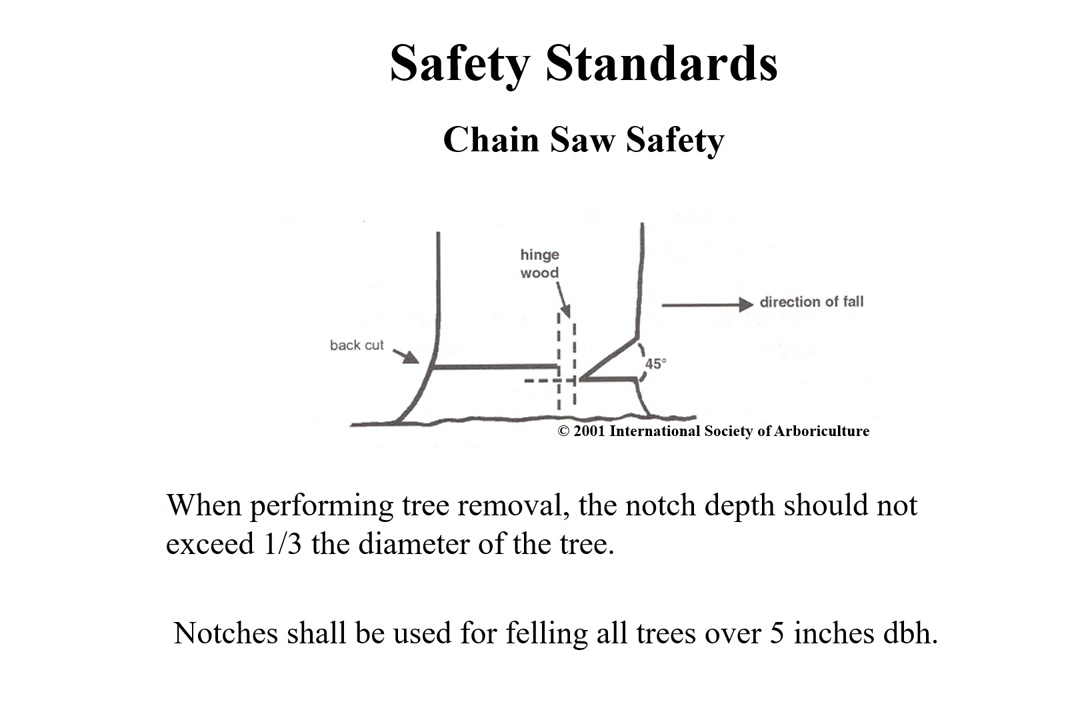 Safety Standards
Chain Saw Safety
hinge
wood
direction of fall
back cut
45°
© 2001 International Society of Arboriculture
When performing tree removal, the notch depth should not
exceed 1/3 the diameter of the tree.
Notches shall be used for felling all trees over 5 inches dbh.